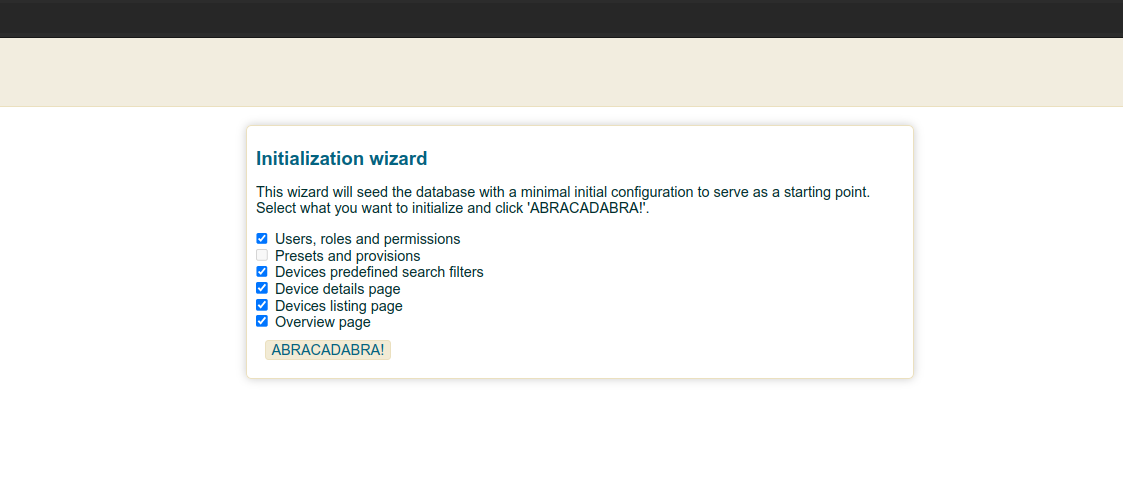 Initialization wizard
This wizard will seed the database with a minimal initial configuration to serve as a starting point.
Select what you want to initialize and click 'ABRACADABRA!'.
Users, roles and permissions
Presets and provisions
Devices predefined search filters
Device details page
Devices listing page
Overview page
ABRACADABRA!